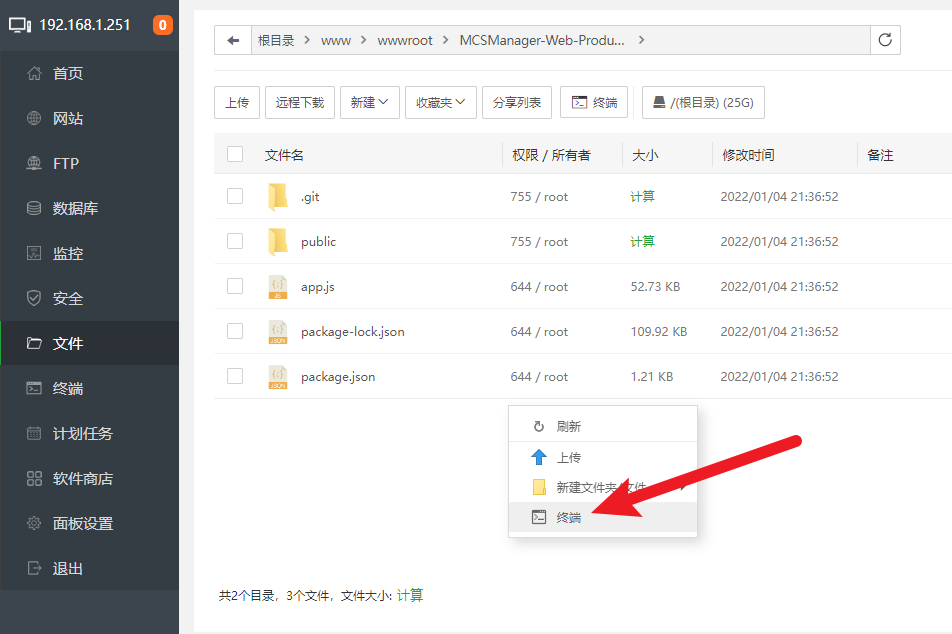 192.168.1.251 0
首页
网站
FTP
数据库
监控
安全
文件
终端
计划任务
软件商店
面板设置
退出
根目录 www wwwroot MCSManager-Web-Produ...
上传 远程下载 新建 收藏夹 分享列表 终端 /(根目录) (25G)
文件名 权限 / 所有者 大小 修改时间 备注
.git 755 / root 计算 2022/01/04 21:36:52
public 755 / root 计算 2022/01/04 21:36:52
app.js 644 / root 52.73 KB 2022/01/04 21:36:52
package-lock.json 644 / root 109.92 KB 2022/01/04 21:36:52
package.json 644 / root 1.21 KB 2022/01/04 21:36:52
刷新
上传
新建文件夹/文件
终端
共2个目录，3个文件，文件大小: 计算